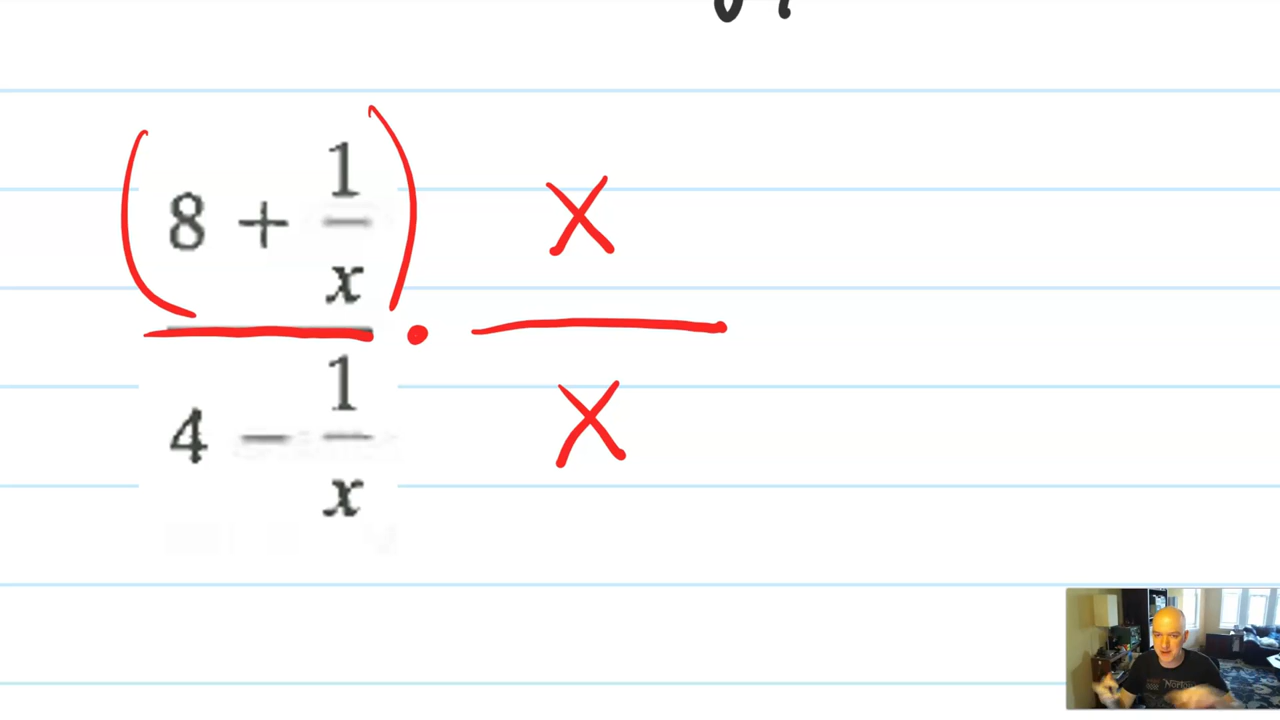 (8 + 1/x) / (4 - 1/x) · X / X